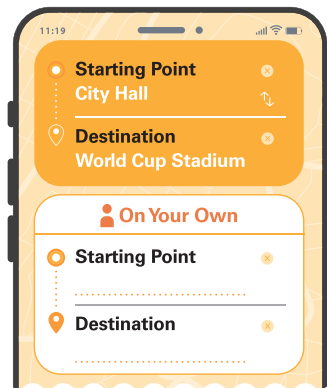 11:19
Starting Point
City Hall
Destination
World Cup Stadium
On Your Own
Starting Point
Destination